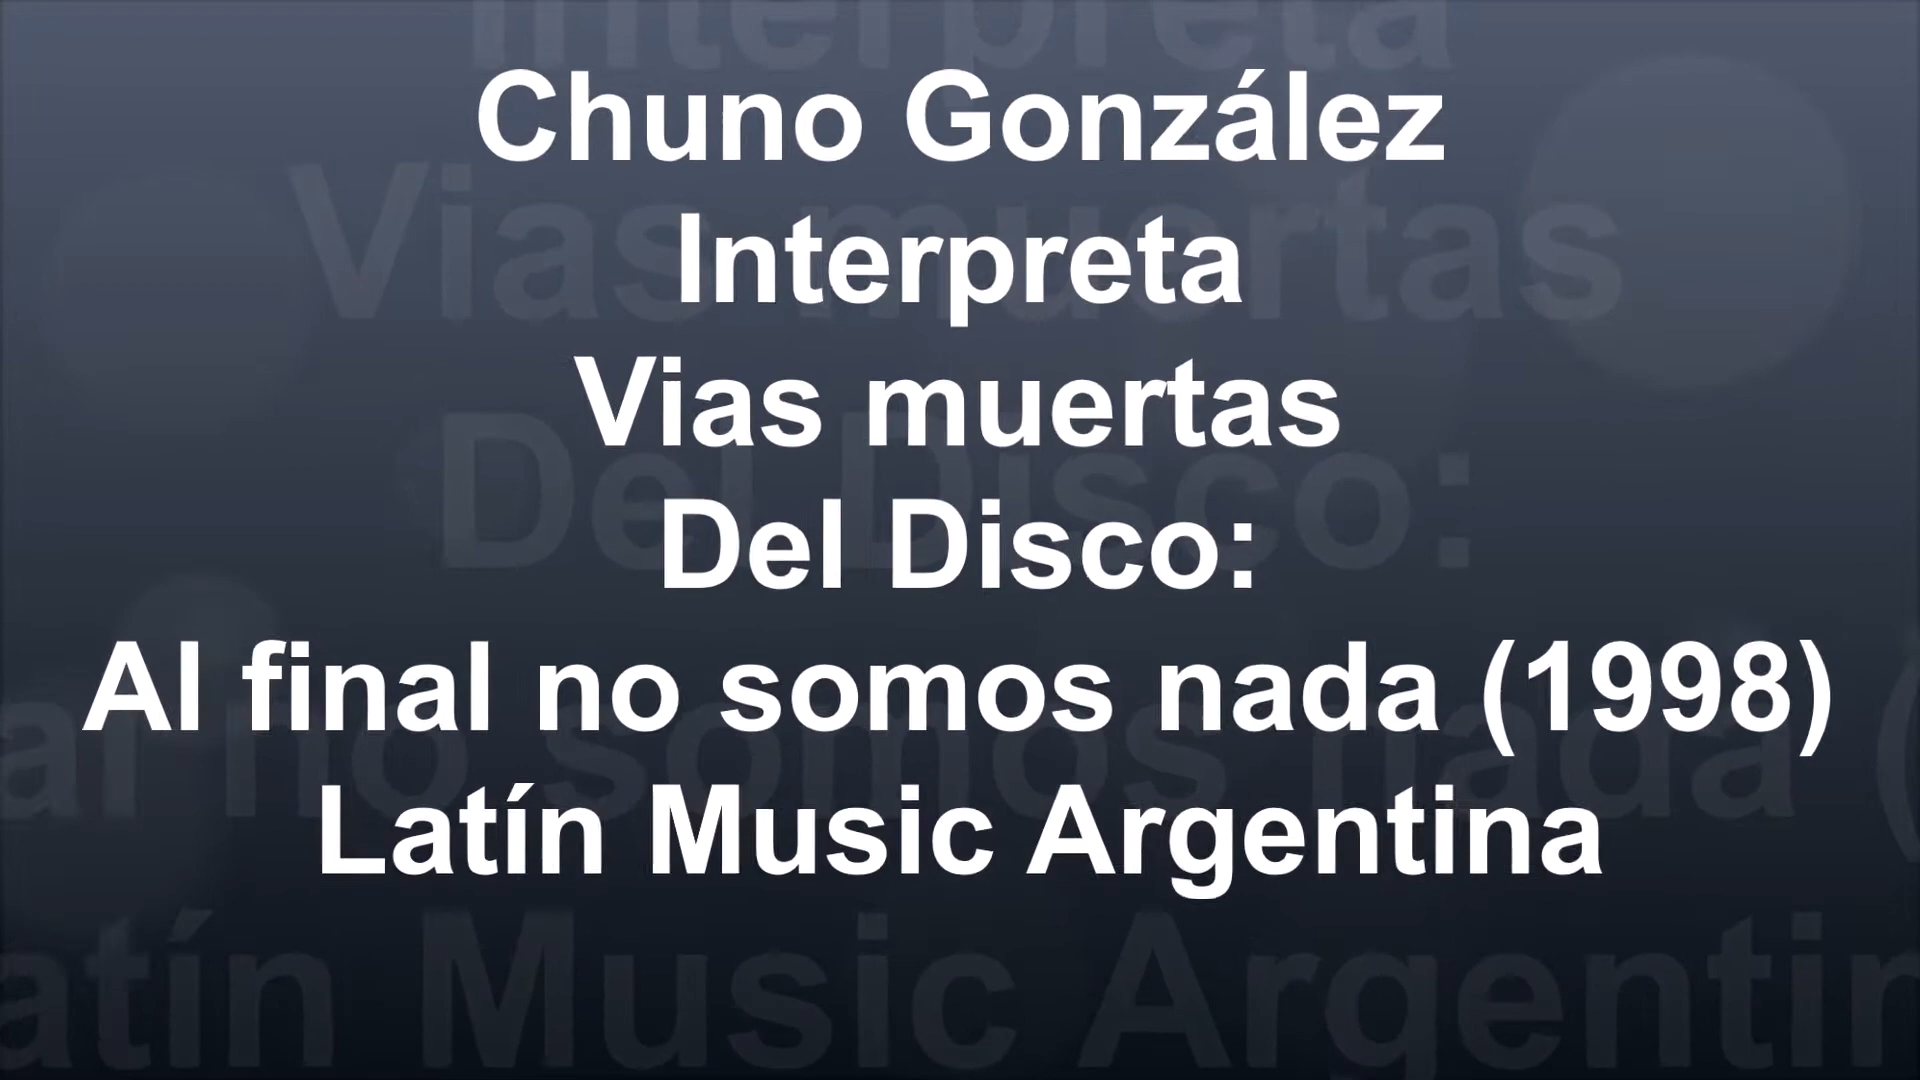 Chuno González
Interpreta
Vias muertas
Del Disco:
Al final no somos nada (1998)
Latín Music Argentina